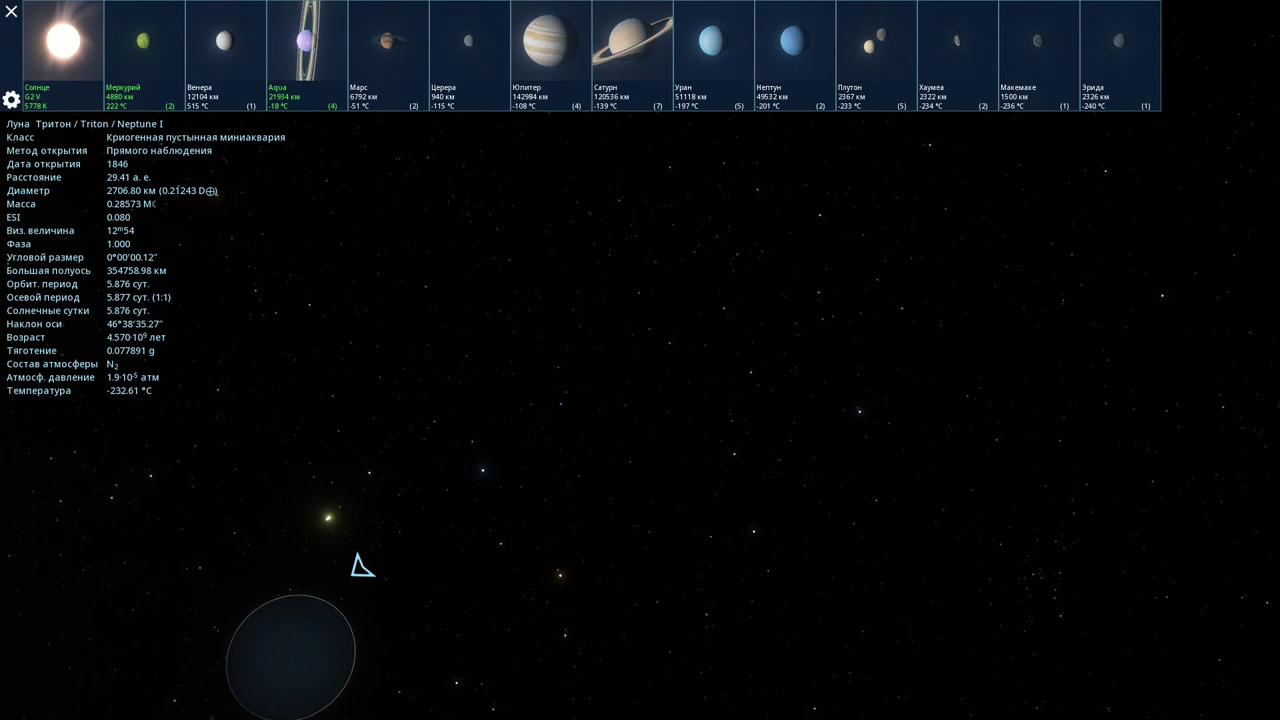 Солнце
G2 V
5778 K
Меркурий
4880 км
222 °C (2)
Венера
12104 км
515 °C (1)
Aqua
21934 км
-18 °C (4)
Марс
6792 км
-51 °C (2)
Церера
940 км
-115 °C
Юпитер
142984 км
-108 °C (4)
Сатурн
120536 км
-139 °C (7)
Уран
51118 км
-197 °C (5)
Нептун
49532 км
-201 °C (2)
Плутон
2367 км
-233 °C (5)
Хаумеа
2322 км
-234 °C (2)
Макемаке
1500 км
-236 °C (1)
Эрида
2326 км
-240 °C (1)
Луна Тритон / Triton / Neptune I
Класс Криогенная пустынная миниаквария
Метод открытия Прямого наблюдения
Дата открытия 1846
Расстояние 29.41 а. е.
Диаметр 2706.80 км (0.21243 D⊕)
Масса 0.28573 M☾
ESI 0.080
Виз. величина 12ᵐ54
Фаза 1.000
Угловой размер 0°00′00.12″
Большая полуось 354758.98 км
Орбит. период 5.876 сут.
Осевой период 5.877 сут. (1:1)
Солнечные сутки 5.876 сут.
Наклон оси 46°38′35.27″
Возраст 4.570·10⁹ лет
Тяготение 0.077891 g
Состав атмосферы N₂
Атмосф. давление 1.9·10⁻⁵ атм
Температура -232.61 °C